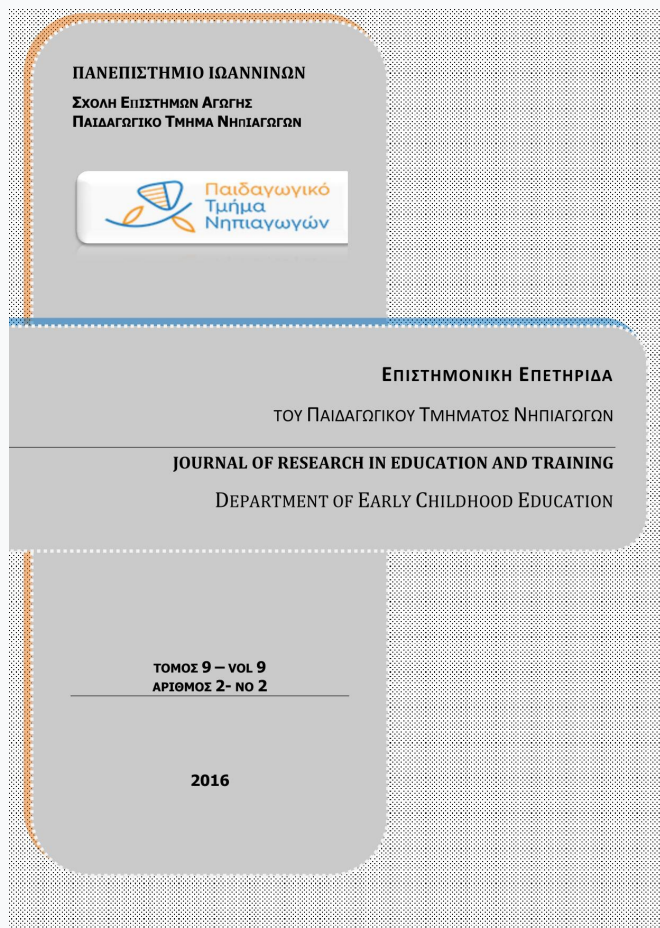 ΠΑΝΕΠΙΣΤΗΜΙΟ ΙΩΑΝΝΙΝΩΝ
ΣΧΟΛΗ ΕΠΙΣΤΗΜΩΝ ΑΓΩΓΗΣ
ΠΑΙΔΑΓΩΓΙΚΟ ΤΜΗΜΑ ΝΗΠΙΑΓΩΓΩΝ
Παιδαγωγικό
Τμήμα
Νηπιαγωγών
ΕΠΙΣΤΗΜΟΝΙΚΗ ΕΠΕΤΗΡΙΔΑ
ΤΟΥ ΠΑΙΔΑΓΩΓΙΚΟΥ ΤΜΗΜΑΤΟΣ ΝΗΠΙΑΓΩΓΩΝ
JOURNAL OF RESEARCH IN EDUCATION AND TRAINING
DEPARTMENT OF EARLY CHILDHOOD EDUCATION
ΤΟΜΟΣ 9 – VOL 9
ΑΡΙΘΜΟΣ 2- NO 2
2016